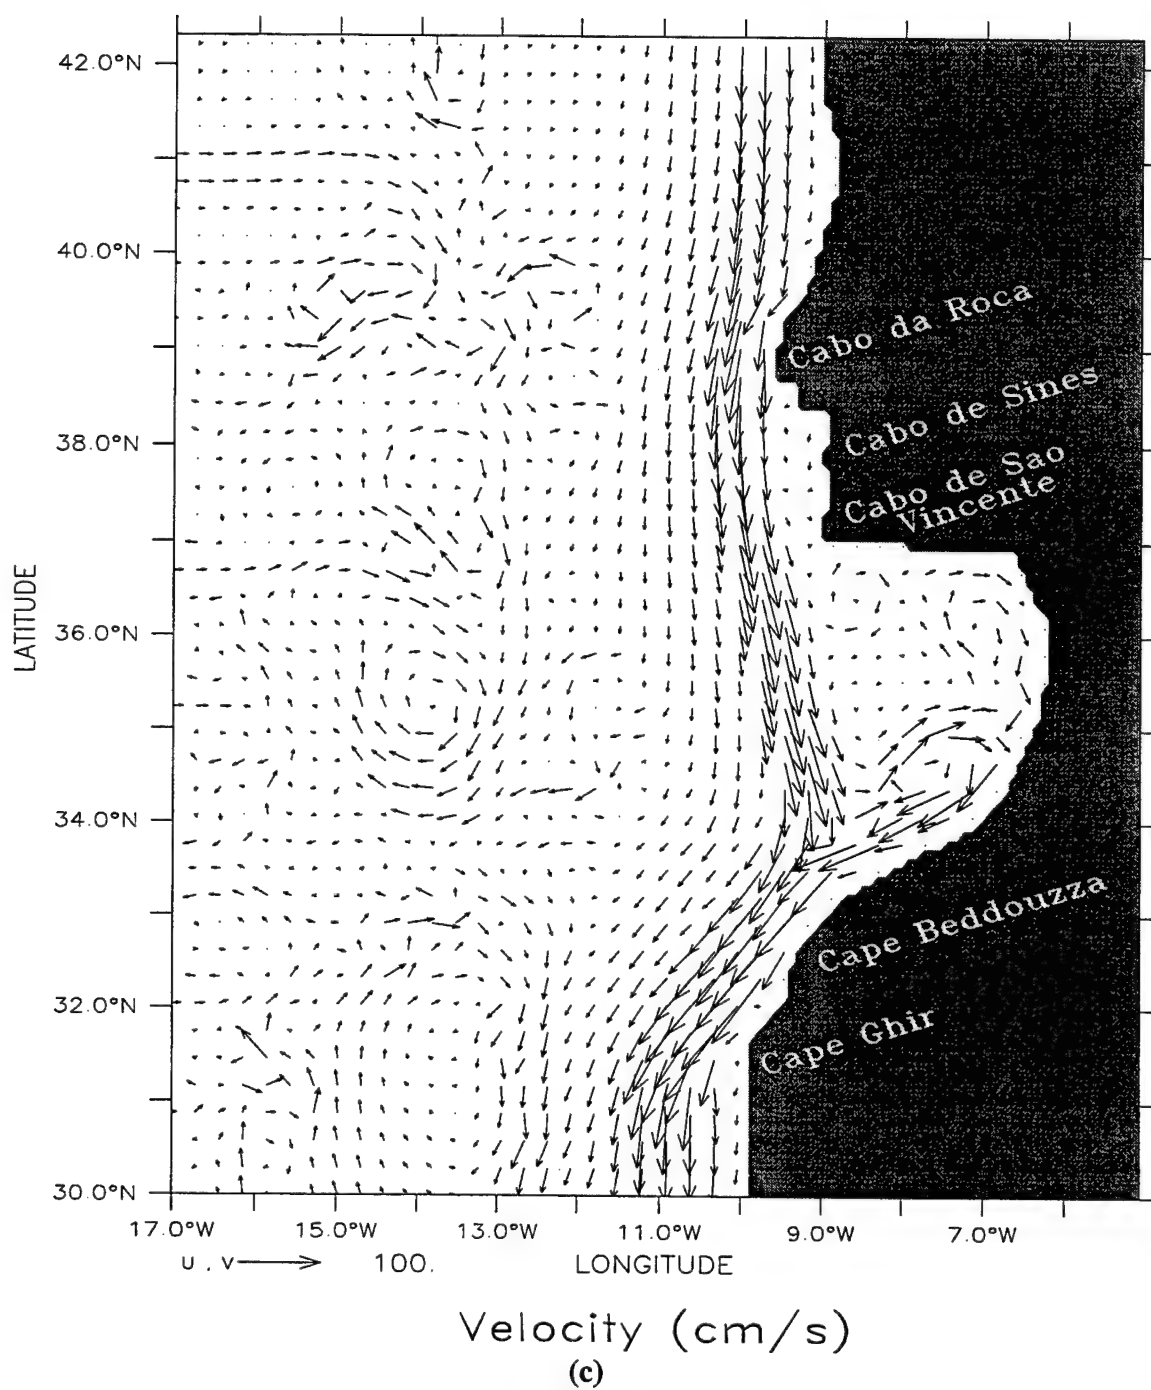 42.0°N
40.0°N
38.0°N
36.0°N
34.0°N
32.0°N
30.0°N
LATITUDE
Cabo da Roca
Cabo de Sines
Cabo de Sao
Vincente
Cape Beddouzza
Cape Ghir
17.0°W 15.0°W 13.0°W 11.0°W 9.0°W 7.0°W
u , v 100. LONGITUDE
Velocity (cm/s)
(c)